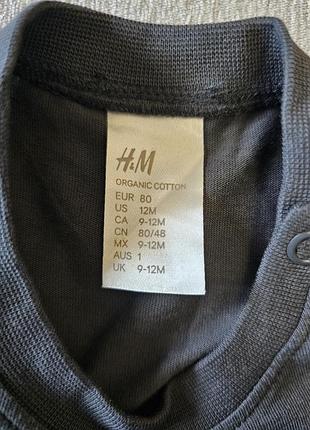 H&M
ORGANIC COTTON
EUR 80
US 12M
CA 9-12M
CN 80/48
MX 9-12M
AUS 1
UK 9-12M